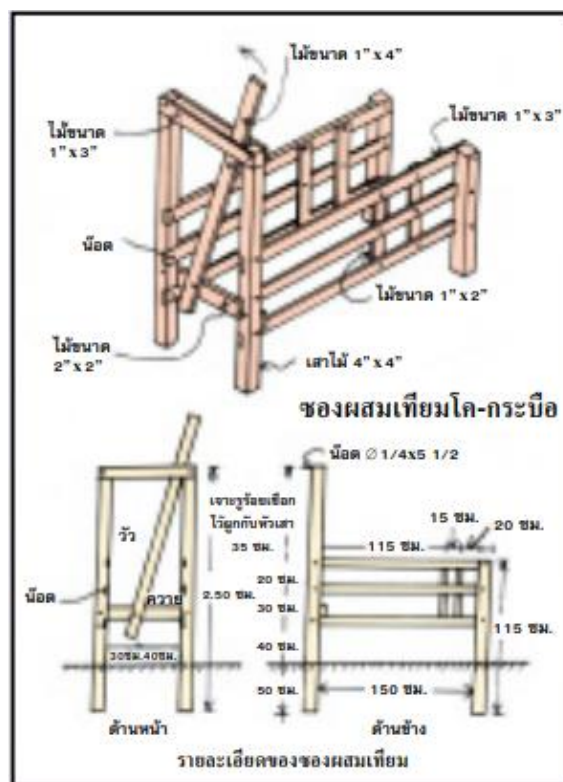 ไม้ขนาด 1” x 4”
ไม้ขนาด
1” x 3”
ไม้ขนาด 1” x 3”
น๊อต
ไม้ขนาด 1” x 2”
ไม้ขนาด
2” x 2”
เสาไม้ 4” x 4”
ซองผสมเทียมโค-กระบือ
น๊อต ∅ 1/4x5 1/2
เจาะรูร้อยเชือก
ไว้ผูกกับหัวเสา
วัว
35 ซม.
115 ซม.
15 ซม.
20 ซม.
20 ซม.
น๊อต
ควาย
2.50 ซม.
30 ซม.
115 ซม.
40 ซม.
30ซม.40ซม.
50 ซม.
150 ซม.
ด้านหน้า
ด้านข้าง
รายละเอียดของซองผสมเทียม